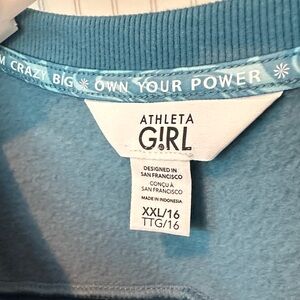 M CRAZY BIG ✻ OWN YOUR POWER ✻
ATHLETA
G!RL
DESIGNED IN
SAN FRANCISCO
CONÇU À
SAN FRANCISCO
MADE IN INDONESIA
XXL/16
TTG/16